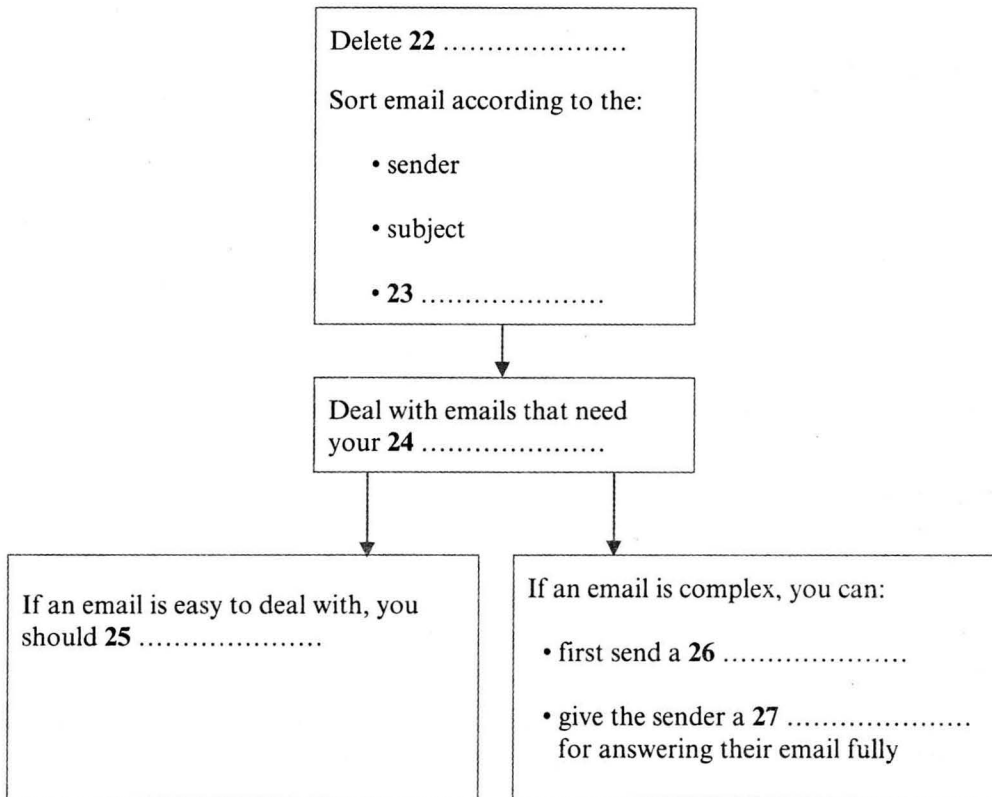 Delete 22 .....................
Sort email according to the:
• sender
• subject
• 23 ....................
Deal with emails that need
your 24 ....................
If an email is easy to deal with, you
should 25 ....................
If an email is complex, you can:
• first send a 26 ....................
• give the sender a 27 ....................
for answering their email fully